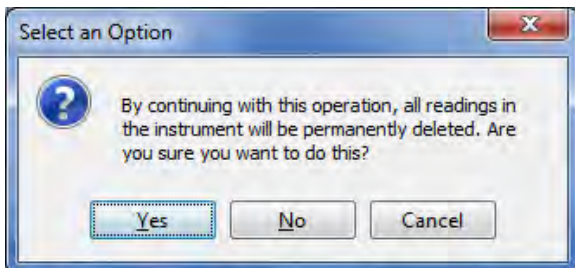 Select an Option
By continuing with this operation, all readings in
the instrument will be permanently deleted. Are
you sure you want to do this?
Yes No Cancel